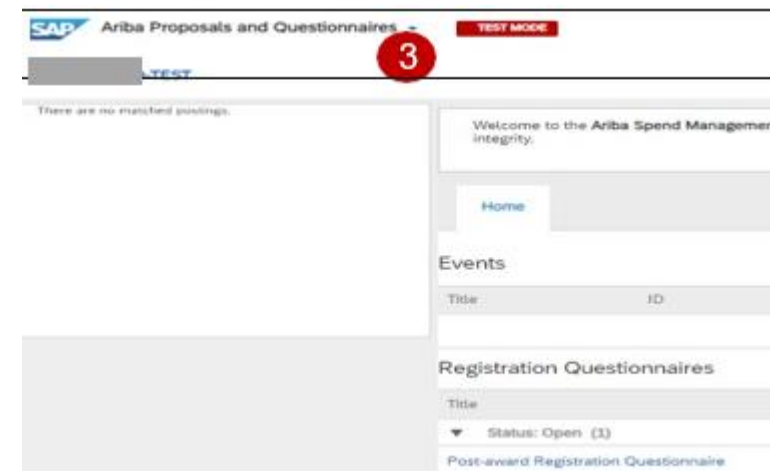 SAP Ariba Proposals and Questionnaires TEST MODE
3
-TEST
There are no matched postings.
Welcome to the Ariba Spend Managemen
integrity.
Home
Events
Title ID
Registration Questionnaires
Title
Status: Open (1)
Post-award Registration Questionnaire